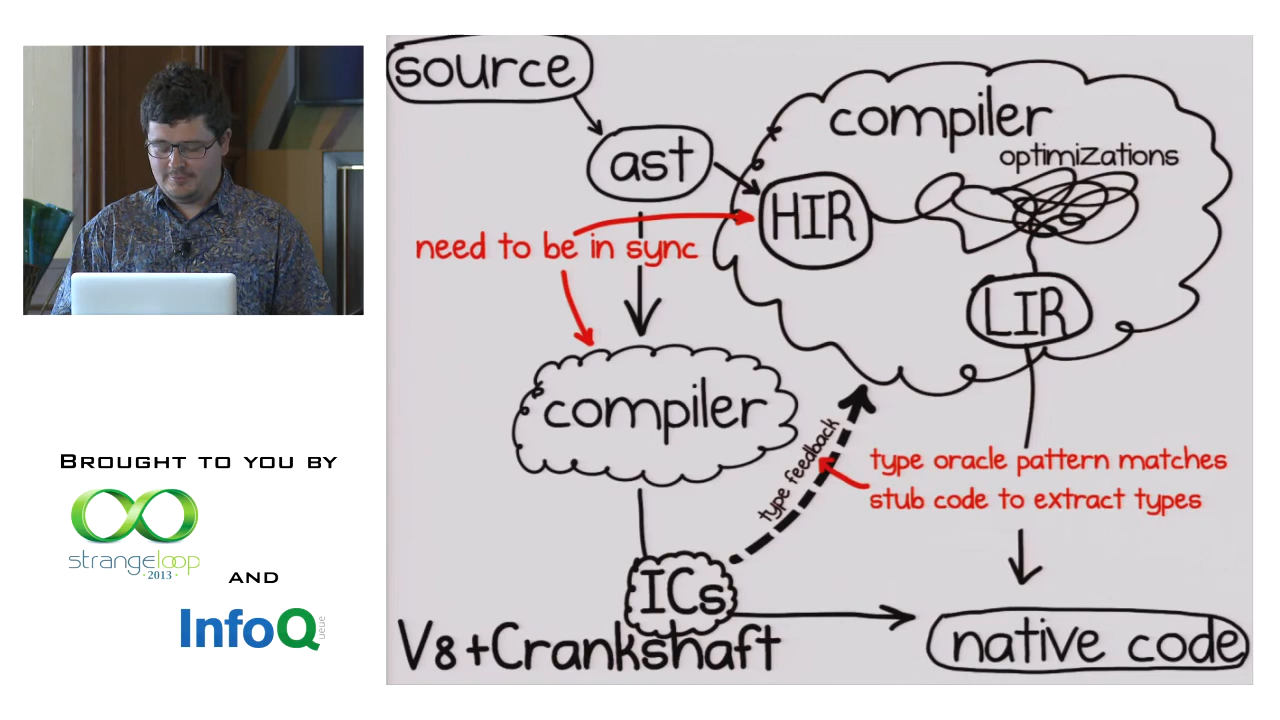 source
ast
compiler
optimizations
HIR
need to be in sync
LIR
compiler
type feedback
type oracle pattern matches
stub code to extract types
ICs
V8+Crankshaft
native code
BROUGHT TO YOU BY
strangeloop
·2013·
AND
InfoQ
ueue